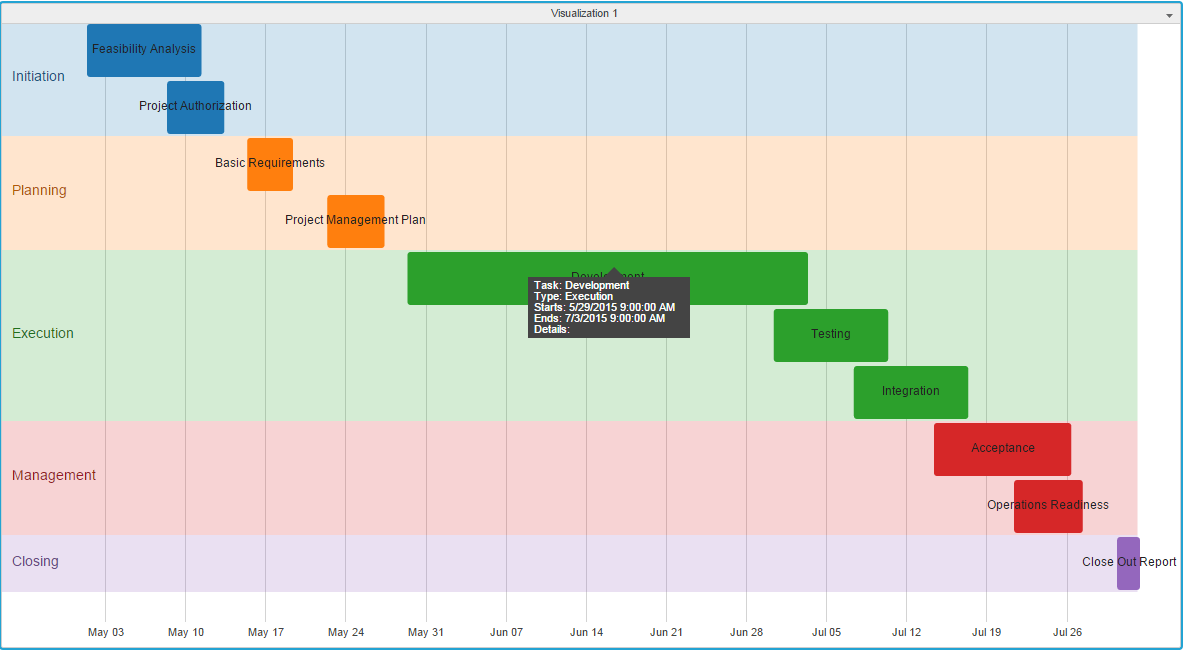 Visualization 1
Initiation
Feasibility Analysis
Project Authorization
Planning
Basic Requirements
Project Management Plan
Execution
Development
Task: Development
Type: Execution
Starts: 5/29/2015 9:00:00 AM
Ends: 7/3/2015 9:00:00 AM
Details:
Testing
Integration
Management
Acceptance
Operations Readiness
Closing
Close Out Report
May 03 May 10 May 17 May 24 May 31 Jun 07 Jun 14 Jun 21 Jun 28 Jul 05 Jul 12 Jul 19 Jul 26